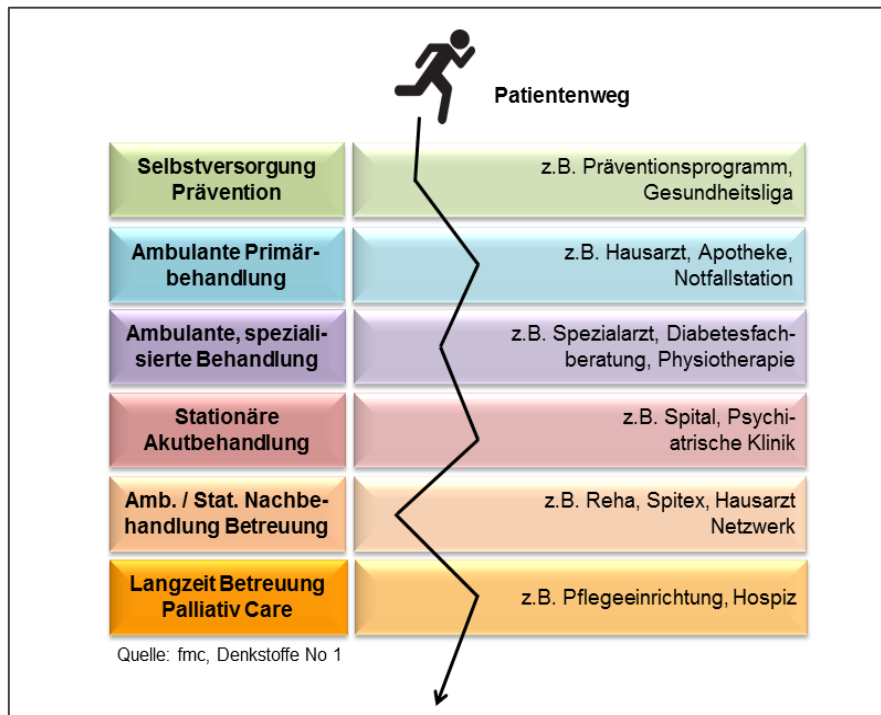 Patientenweg
Selbstversorgung
Prävention
z.B. Präventionsprogramm,
Gesundheitsliga
Ambulante Primär-
behandlung
z.B. Hausarzt, Apotheke,
Notfallstation
Ambulante, speziali-
sierte Behandlung
z.B. Spezialarzt, Diabetesfach-
beratung, Physiotherapie
Stationäre
Akutbehandlung
z.B. Spital, Psychi-
atrische Klinik
Amb. / Stat. Nachbe-
handlung Betreuung
z.B. Reha, Spitex, Hausarzt
Netzwerk
Langzeit Betreuung
Palliativ Care
z.B. Pflegeeinrichtung, Hospiz
Quelle: fmc, Denkstoffe No 1